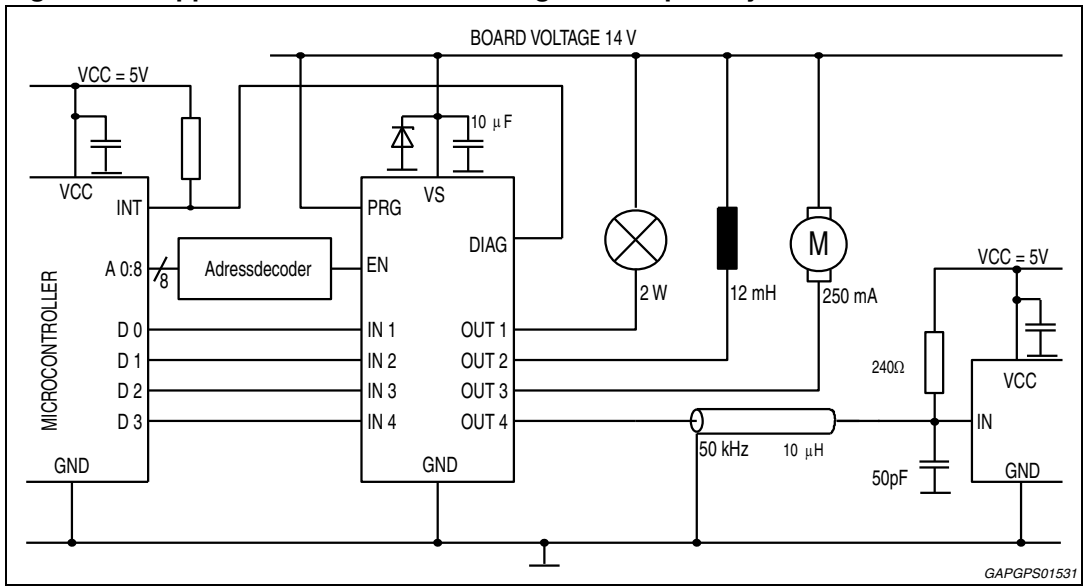 BOARD VOLTAGE 14 V
VCC = 5V
10 μF
VCC
VS
INT
PRG
DIAG
A 0:8
8
Adressdecoder
EN
MICROCONTROLLER
M
2 W
12 mH
250 mA
VCC = 5V
D 0
IN 1
OUT 1
D 1
IN 2
OUT 2
D 2
IN 3
OUT 3
D 3
IN 4
OUT 4
240Ω
VCC
IN
50 kHz
10 μH
50pF
GND
GND
GND
GAPGPS01531